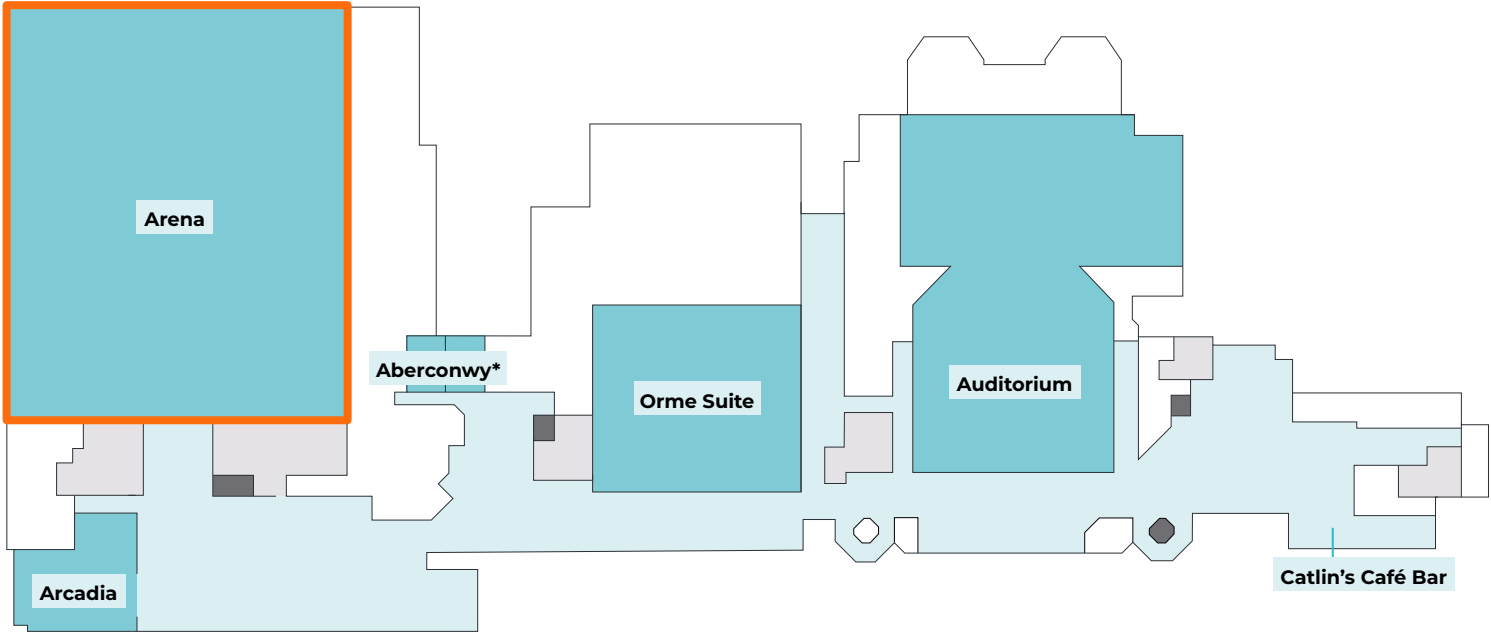 Arena
Aberconwy*
Orme Suite
Auditorium
Arcadia
Catlin’s Café Bar